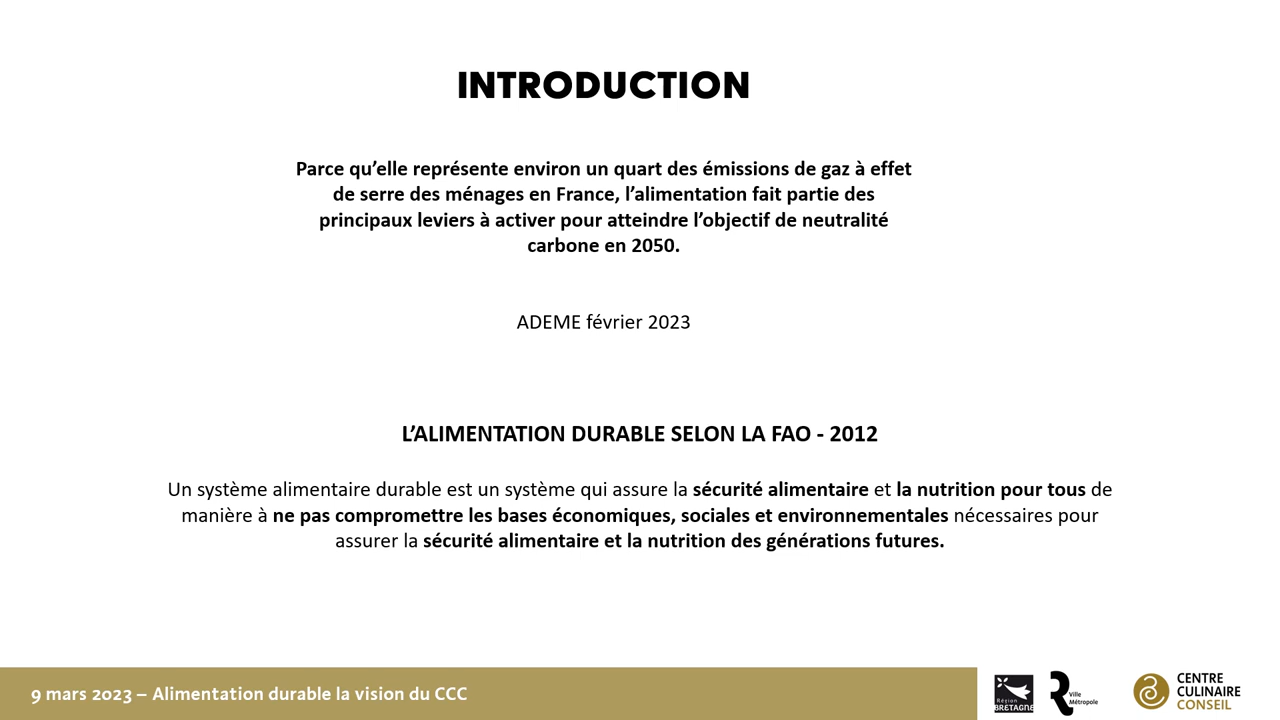 INTRODUCTION
Parce qu’elle représente environ un quart des émissions de gaz à effet
de serre des ménages en France, l’alimentation fait partie des
principaux leviers à activer pour atteindre l’objectif de neutralité
carbone en 2050.
ADEME février 2023
L’ALIMENTATION DURABLE SELON LA FAO - 2012
Un système alimentaire durable est un système qui assure la sécurité alimentaire et la nutrition pour tous de
manière à ne pas compromettre les bases économiques, sociales et environnementales nécessaires pour
assurer la sécurité alimentaire et la nutrition des générations futures.
9 mars 2023 – Alimentation durable la vision du CCC
Région
BRETAGNE
Ville
Métropole
CENTRE
CULINAIRE
CONSEIL